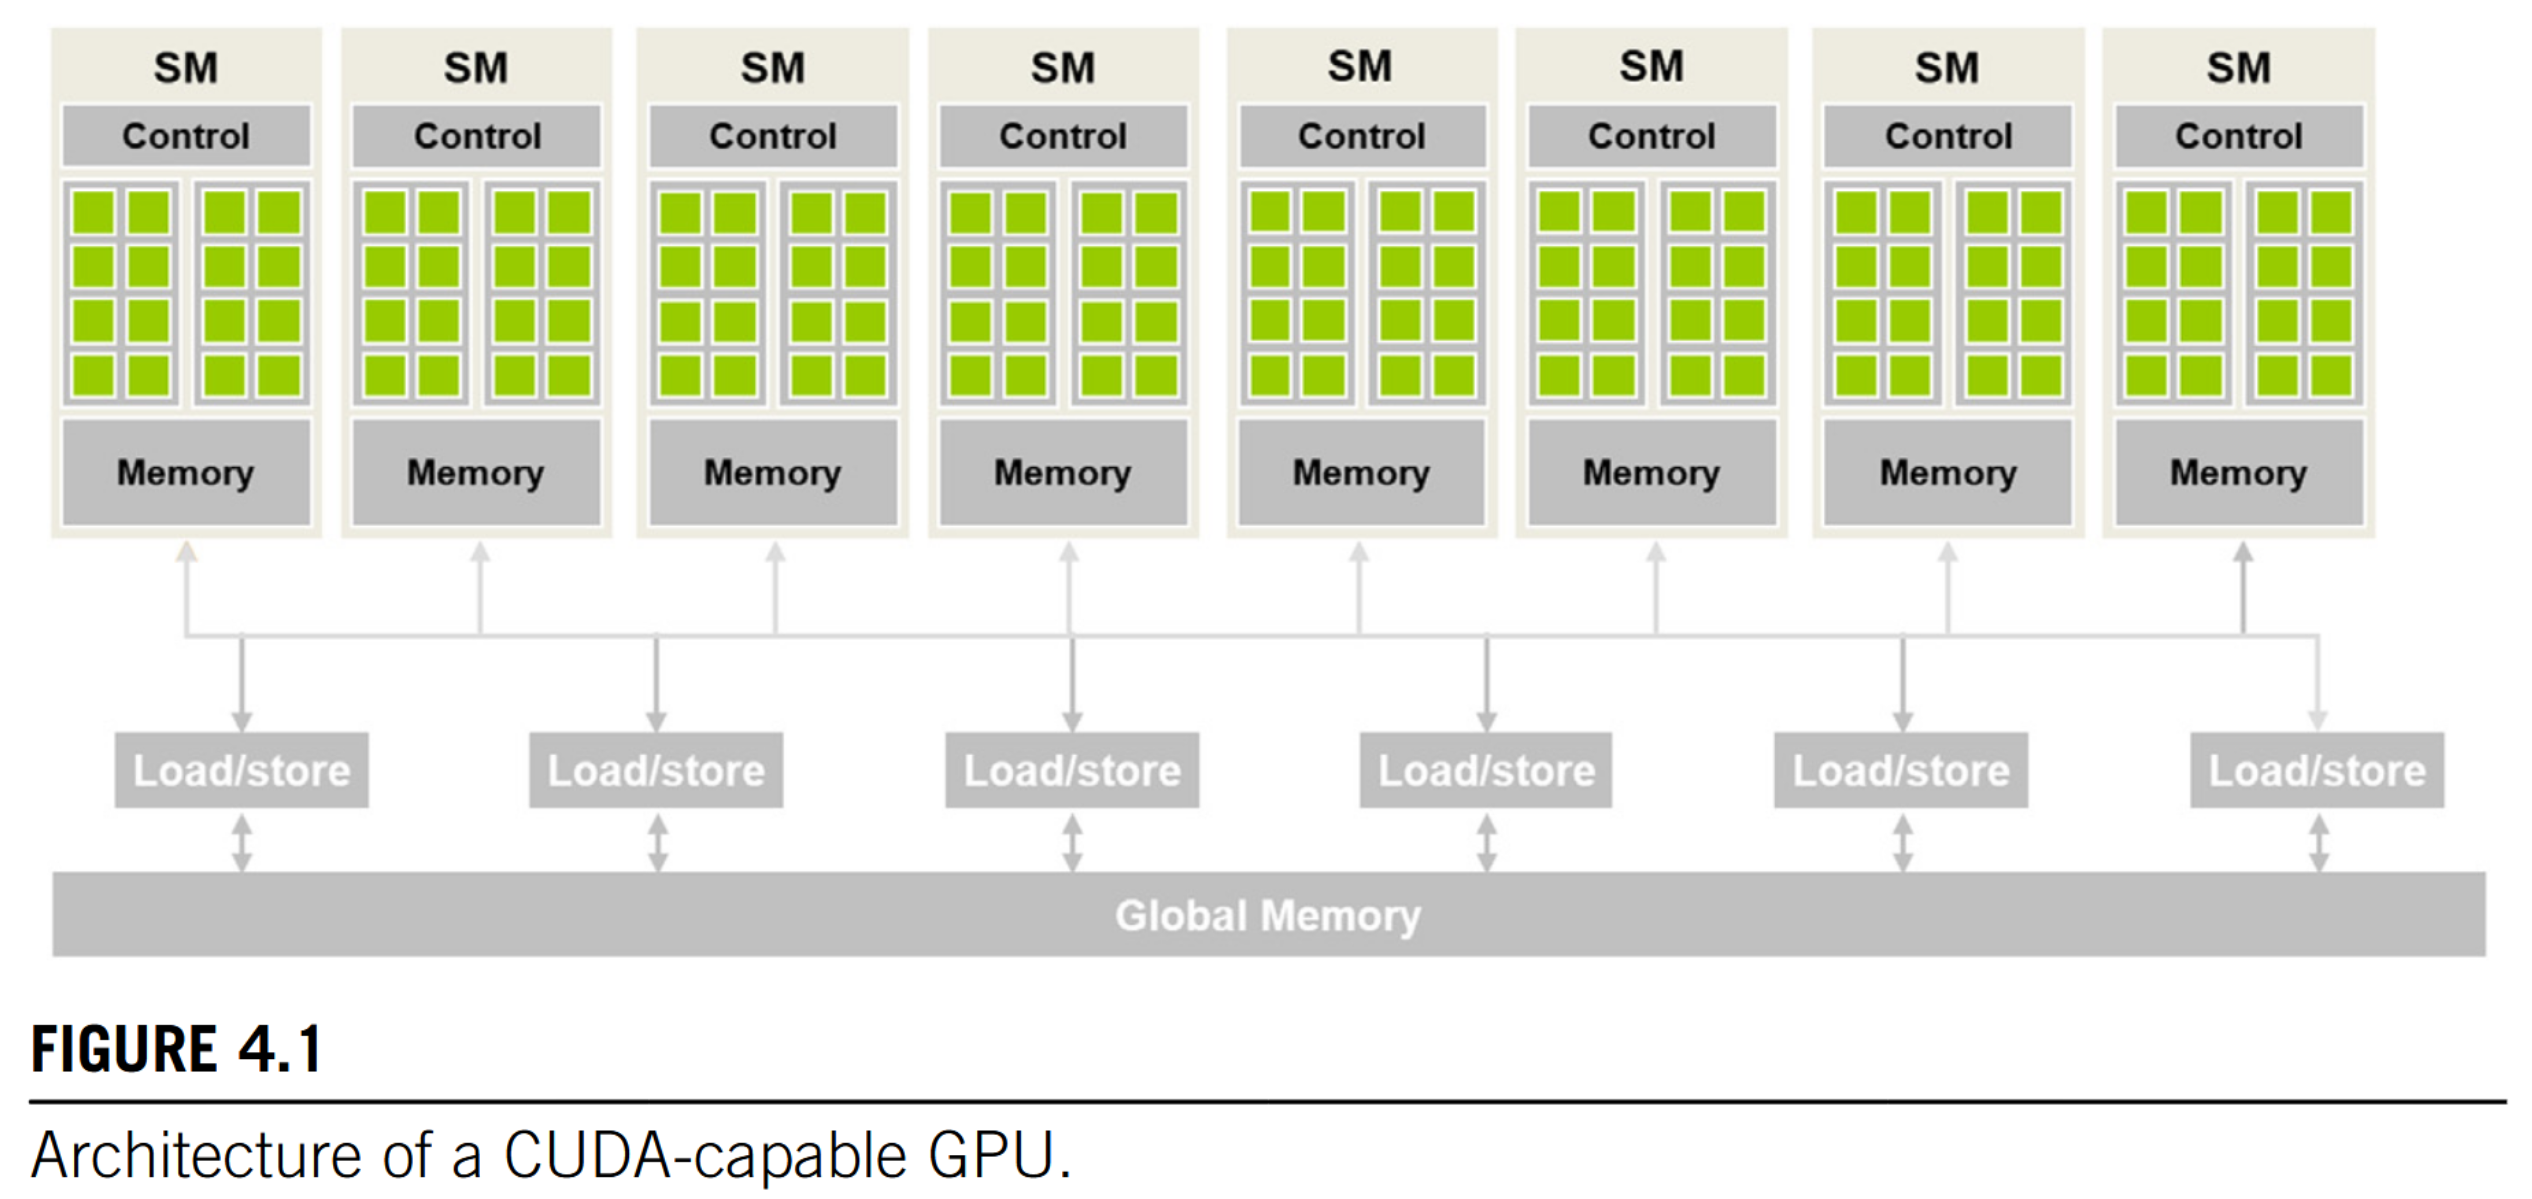 SM SM SM SM SM SM SM SM
Control Control Control Control Control Control Control Control
Memory Memory Memory Memory Memory Memory Memory Memory
Load/store Load/store Load/store Load/store Load/store Load/store
Global Memory
FIGURE 4.1
Architecture of a CUDA-capable GPU.